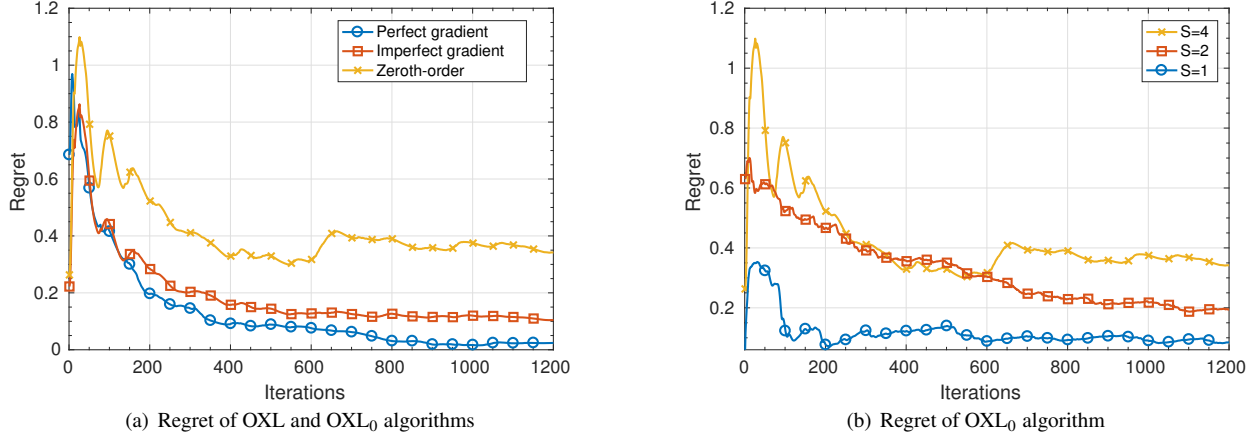 1.2
1
0.8
0.6
0.4
0.2
0
Regret
0
200
400
600
800
1000
1200
Iterations
Perfect gradient
Imperfect gradient
Zeroth-order
(a) Regret of OXL and OXL₀ algorithms
1.2
1
0.8
0.6
0.4
0.2
Regret
0
200
400
600
800
1000
1200
Iterations
S=4
S=2
S=1
(b) Regret of OXL₀ algorithm